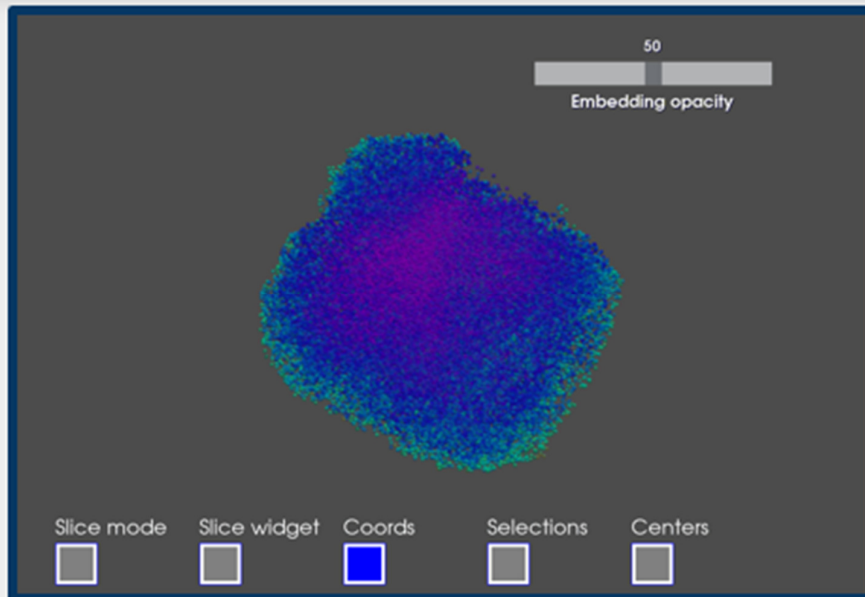 50
Embedding opacity
Slice mode
Slice widget
Coords
Selections
Centers